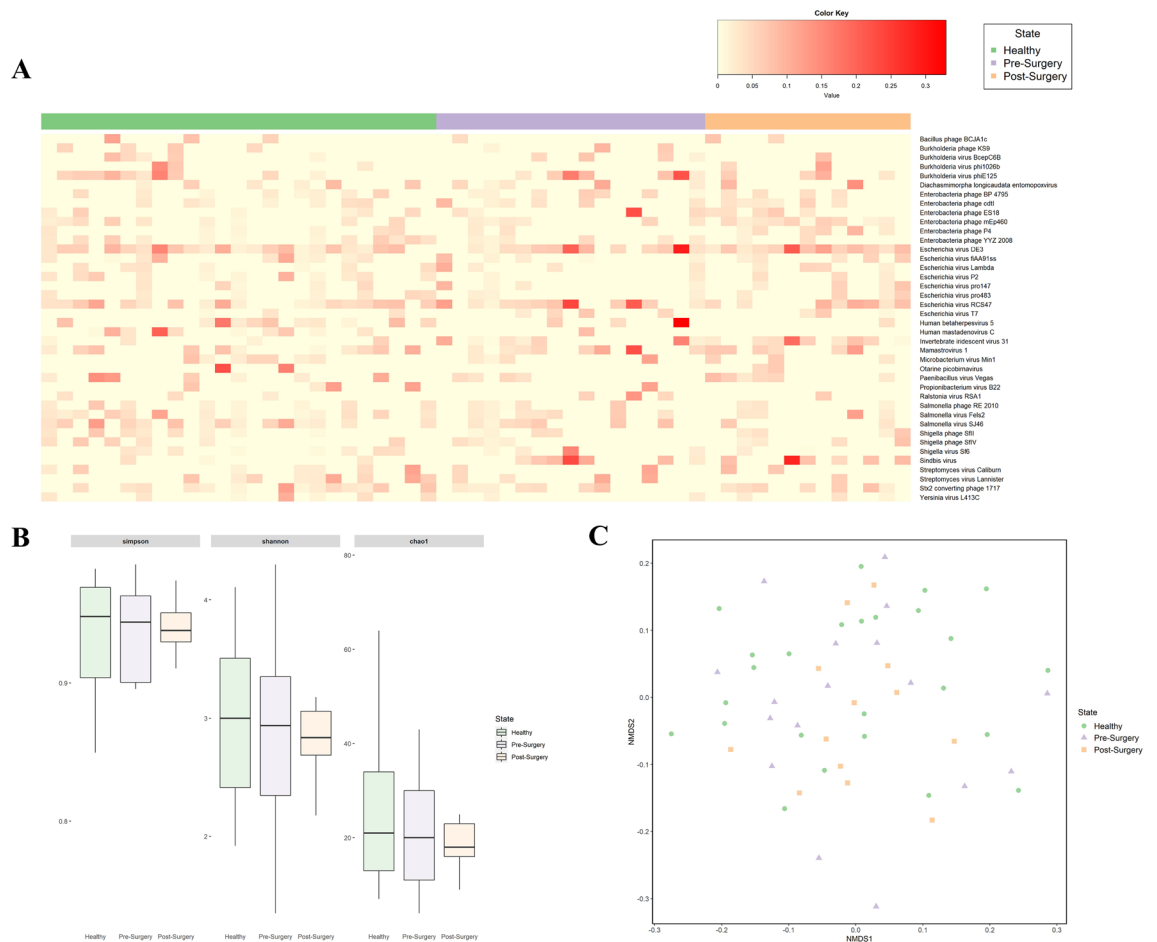 Color Key
0
0.05
0.1
0.15
0.2
0.25
0.3
Value
State
Healthy
Pre-Surgery
Post-Surgery
A
Bacillus phage BCJA1c
Burkholderia phage KS9
Burkholderia virus BcepC6B
Burkholderia virus phi1026b
Burkholderia virus phiE125
Diachasmimorpha longicaudata entomopoxvirus
Enterobacteria phage BP 4795
Enterobacteria phage cdtI
Enterobacteria phage ES18
Enterobacteria phage mEp460
Enterobacteria phage P4
Enterobacteria phage YYZ 2008
Escherichia virus DE3
Escherichia virus fiAA91ss
Escherichia virus Lambda
Escherichia virus P2
Escherichia virus pro147
Escherichia virus pro483
Escherichia virus RCS47
Escherichia virus T7
Human betaherpesvirus 5
Human mastadenovirus C
Invertebrate iridescent virus 31
Mamastrovirus 1
Microbacterium virus Min1
Otarine picobirnavirus
Paenibacillus virus Vegas
Propionibacterium virus B22
Ralstonia virus RSA1
Salmonella phage RE 2010
Salmonella virus Fels2
Salmonella virus SJ46
Shigella phage SfII
Shigella phage SfIV
Shigella virus Sf6
Sindbis virus
Streptomyces virus Caliburn
Streptomyces virus Lannister
Stx2 converting phage 1717
Yersinia virus L413C
B
simpson
shannon
chao1
0.9
0.8
4
3
2
80
60
40
20
Healthy
Pre-Surgery
Post-Surgery
Healthy
Pre-Surgery
Post-Surgery
Healthy
Pre-Surgery
Post-Surgery
State
Healthy
Pre-Surgery
Post-Surgery
C
NMDS2
0.2
0.1
0.0
-0.1
-0.2
-0.3
-0.3
-0.2
-0.1
0.0
0.1
0.2
0.3
NMDS1
State
Healthy
Pre-Surgery
Post-Surgery